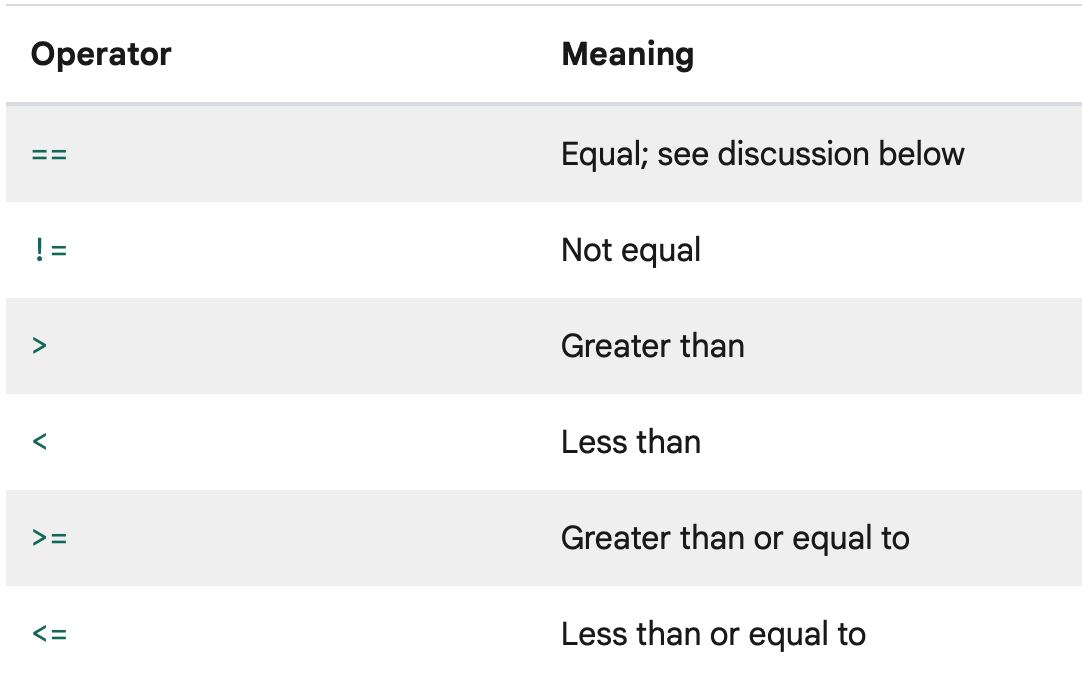 Operator Meaning
== Equal; see discussion below
!= Not equal
> Greater than
< Less than
>= Greater than or equal to
<= Less than or equal to